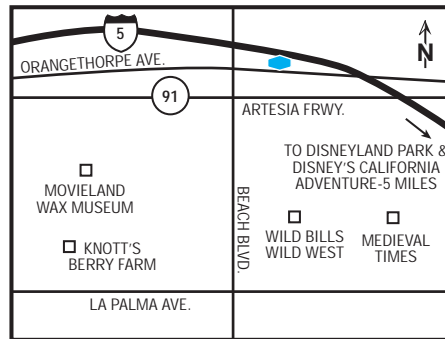 5
N
ORANGETHORPE AVE.
91
ARTESIA FRWY.
TO DISNEYLAND PARK &
DISNEY'S CALIFORNIA
ADVENTURE-5 MILES
MOVIELAND
WAX MUSEUM
BEACH BLVD.
WILD BILLS
WILD WEST
MEDIEVAL
TIMES
KNOTT'S
BERRY FARM
LA PALMA AVE.